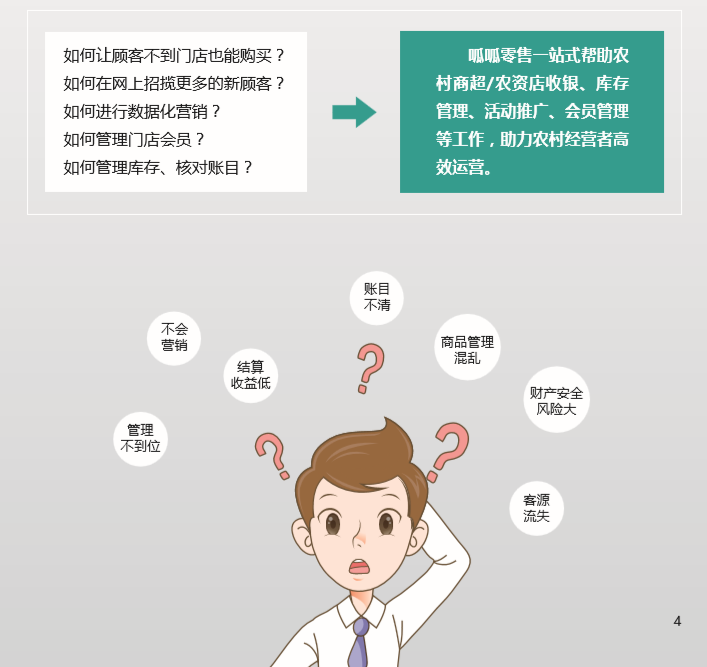 如何让顾客不到门店也能购买？
如何在网上招揽更多的新顾客？
如何进行数据化营销？
如何管理门店会员？
如何管理库存、核对账目？
呱呱零售一站式帮助农
村商超/农资店收银、库存
管理、活动推广、会员管理
等工作，助力农村经营者高
效运营。
账目
不清
不会
营销
商品管理
混乱
结算
收益低
财产安全
风险大
管理
不到位
客源
流失
4